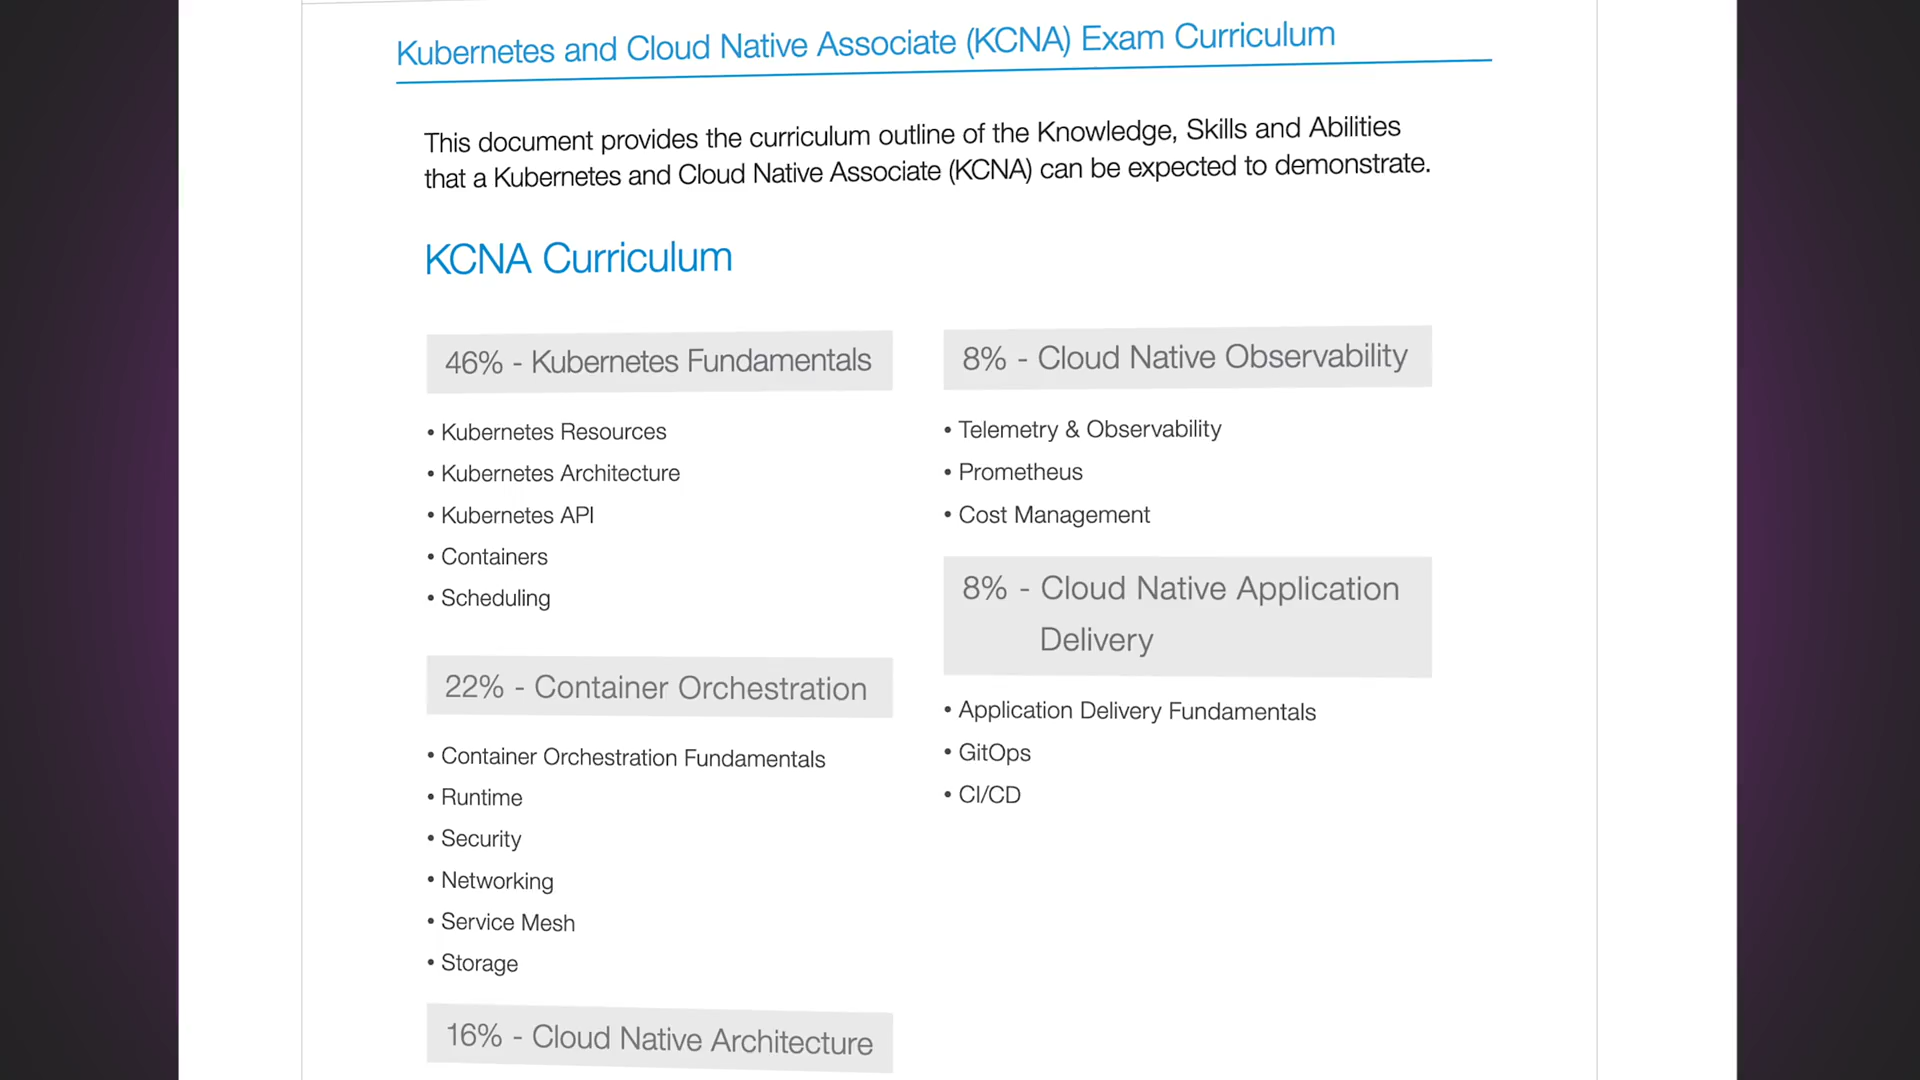 Kubernetes and Cloud Native Associate (KCNA) Exam Curriculum
This document provides the curriculum outline of the Knowledge, Skills and Abilities
that a Kubernetes and Cloud Native Associate (KCNA) can be expected to demonstrate.
KCNA Curriculum
46% - Kubernetes Fundamentals
• Kubernetes Resources
• Kubernetes Architecture
• Kubernetes API
• Containers
• Scheduling
22% - Container Orchestration
• Container Orchestration Fundamentals
• Runtime
• Security
• Networking
• Service Mesh
• Storage
16% - Cloud Native Architecture
8% - Cloud Native Observability
• Telemetry & Observability
• Prometheus
• Cost Management
8% - Cloud Native Application
Delivery
• Application Delivery Fundamentals
• GitOps
• CI/CD